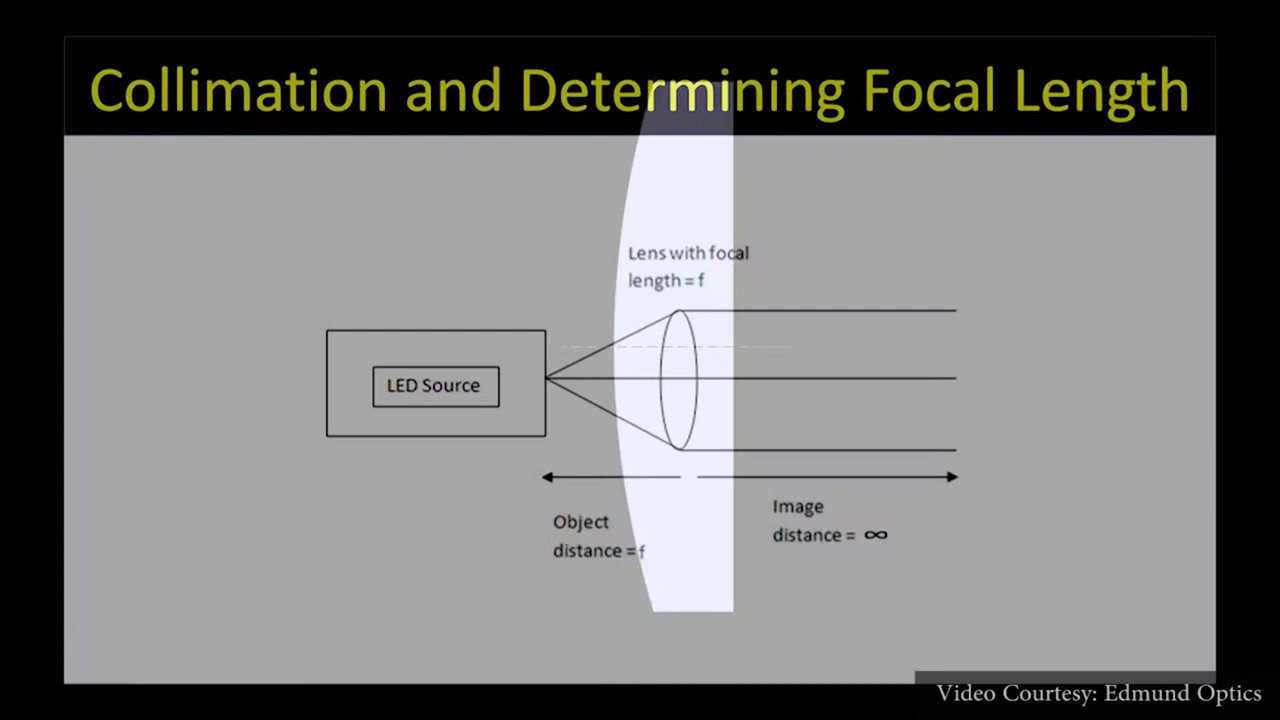 Collimation and Determining Focal Length
Lens with focal
length = f
LED Source
Object
distance = f
Image
distance = ∞
Video Courtesy: Edmund Optics